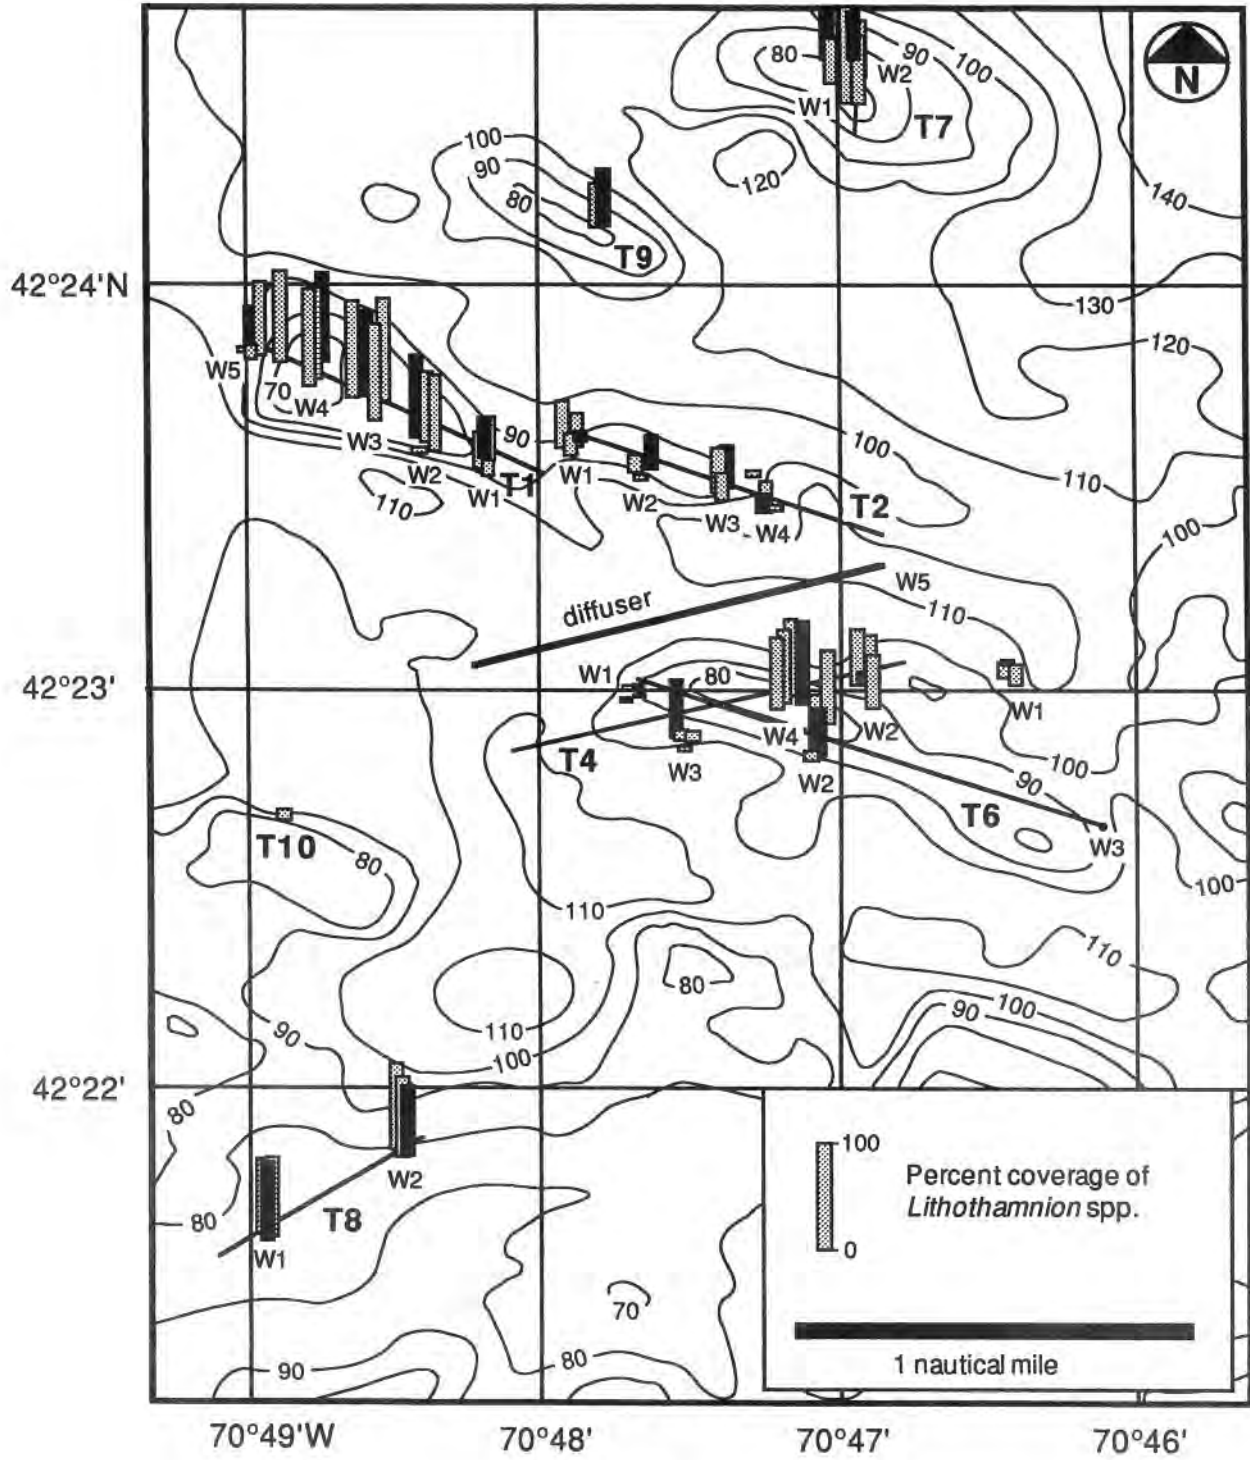 80
90
100
N
W2
W1
T7
100
90
120
140
80
T9
42°24'N
130
120
W5
70
W4
90
100
W3
W1
W2
T1
W2
110
W1
110
W3
W4
T2
100
diffuser
W5
110
W1
80
42°23'
W1
W4
W2
T4
W3
W2
100
90
T6
T10
80
W3
100
110
110
80
100
90
90
110
100
42°22'
80
100
Percent coverage of
Lithothamnion spp.
W2
80
T8
0
W1
70
1 nautical mile
80
90
70°49'W
70°48'
70°47'
70°46'